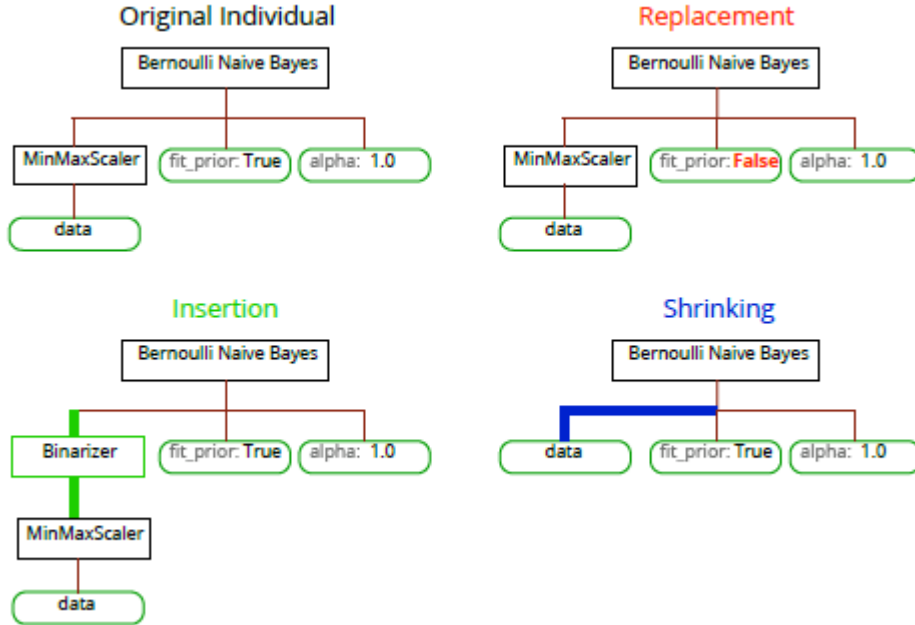 Original Individual
Bernoulli Naive Bayes
MinMaxScaler
fit_prior: True
alpha: 1.0
data
Replacement
Bernoulli Naive Bayes
MinMaxScaler
fit_prior: False
alpha: 1.0
data
Insertion
Bernoulli Naive Bayes
Binarizer
fit_prior: True
alpha: 1.0
MinMaxScaler
data
Shrinking
Bernoulli Naive Bayes
data
fit_prior: True
alpha: 1.0